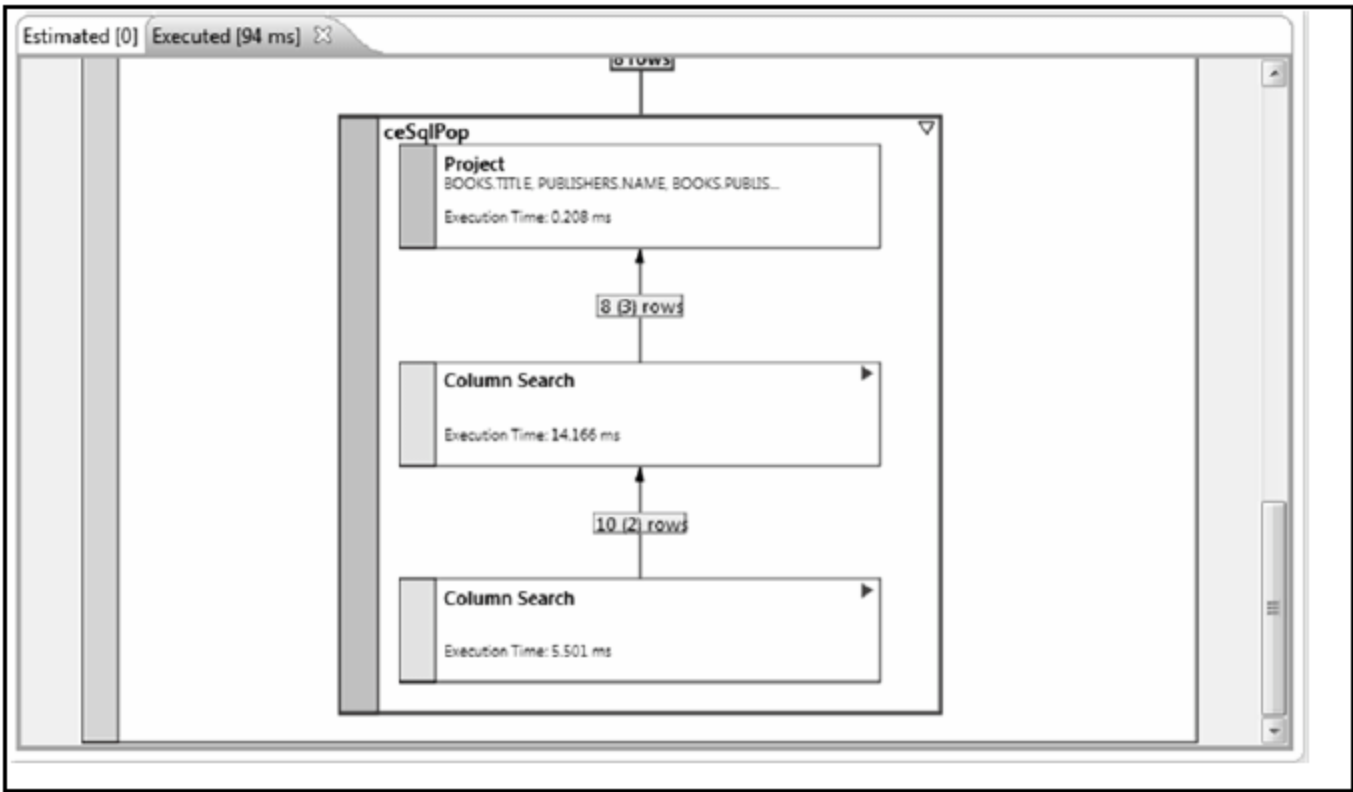 Estimated [0] Executed [94 ms]
8 rows
ceSqlPop
Project
BOOKS.TITLE, PUBLISHERS.NAME, BOOKS.PUBLIS...
Execution Time: 0.208 ms
8 (3) rows
Column Search
Execution Time: 14.166 ms
10 (2) rows
Column Search
Execution Time: 5.501 ms